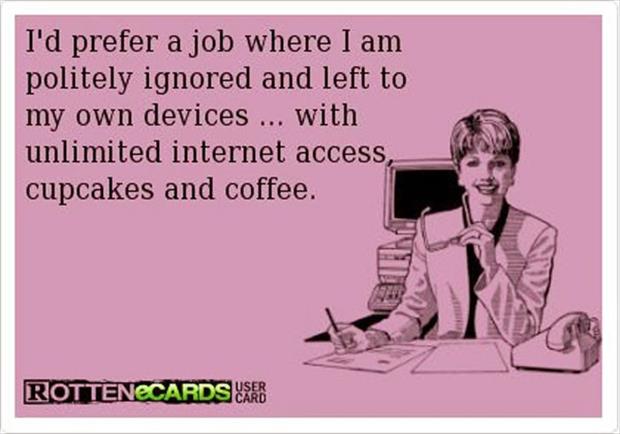 I'd prefer a job where I am
politely ignored and left to
my own devices ... with
unlimited internet access,
cupcakes and coffee.
ROTTENeCARDS USER CARD